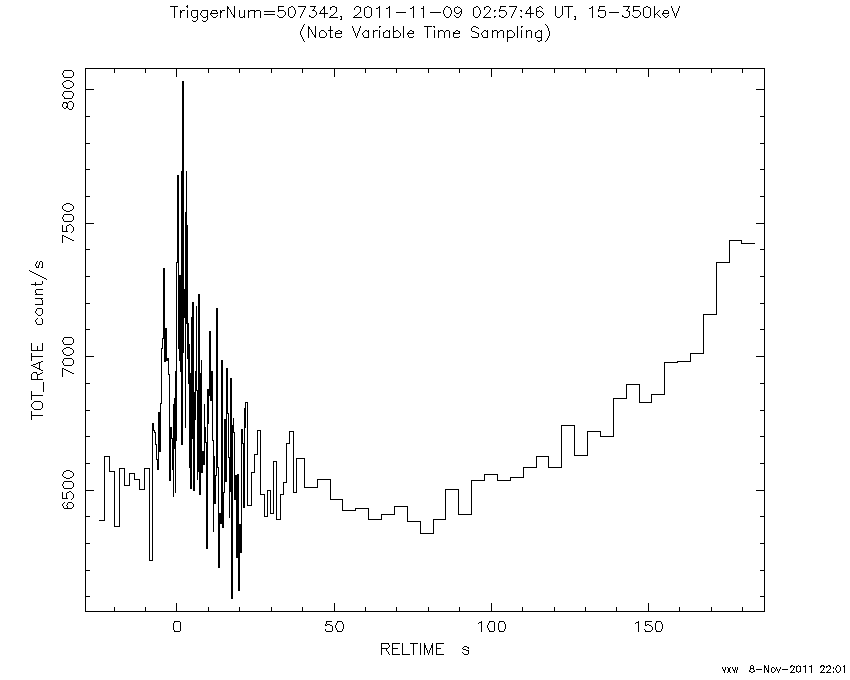 TriggerNum=507342, 2011-11-09 02:57:46 UT, 15-350keV
(Note Variable Time Sampling)
8000
7500
7000
6500
TOT_RATE count/s
0 50 100 150
RELTIME s
vxw 8-Nov-2011 22:01